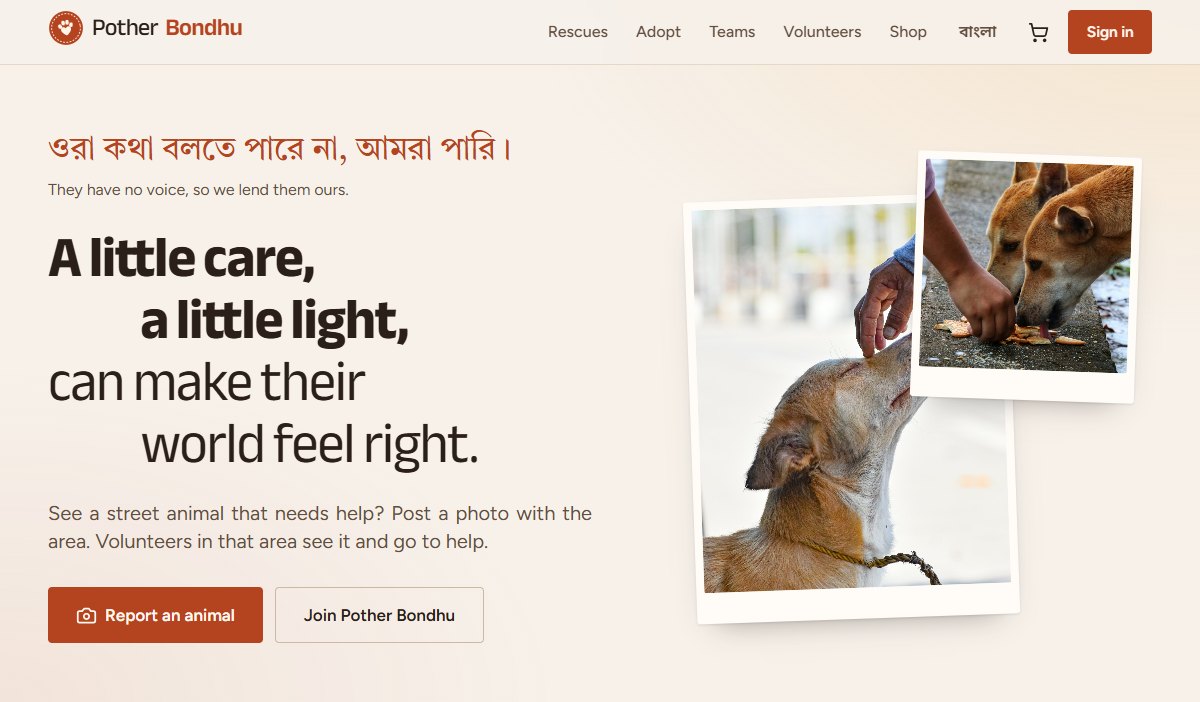 Pother Bondhu
Rescues Adopt Teams Volunteers Shop বাংলা Sign in
ওরা কথা বলতে পারে না, আমরা পারি।
They have no voice, so we lend them ours.
A little care,
a little light,
can make their
world feel right.
See a street animal that needs help? Post a photo with the
area. Volunteers in that area see it and go to help.
Report an animal Join Pother Bondhu